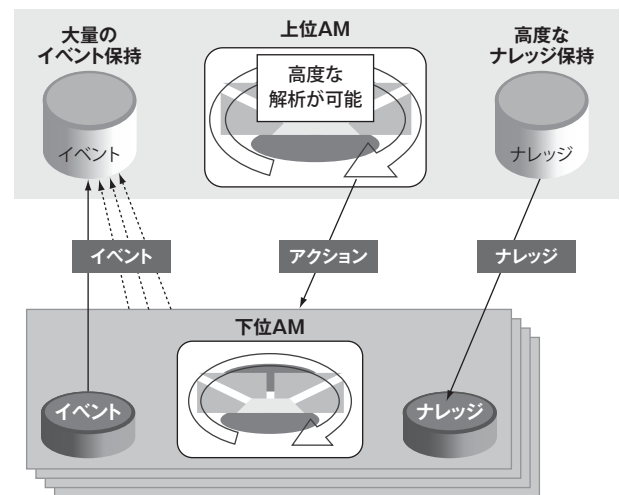 大量の
イベント保持
上位AM
高度な
ナレッジ保持
高度な
解析が可能
イベント
ナレッジ
イベント
アクション
ナレッジ
下位AM
イベント
ナレッジ